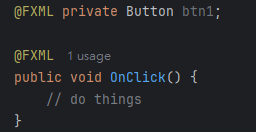 @FXML private Button btn1;
@FXML 1 usage
public void OnClick() {
// do things
}